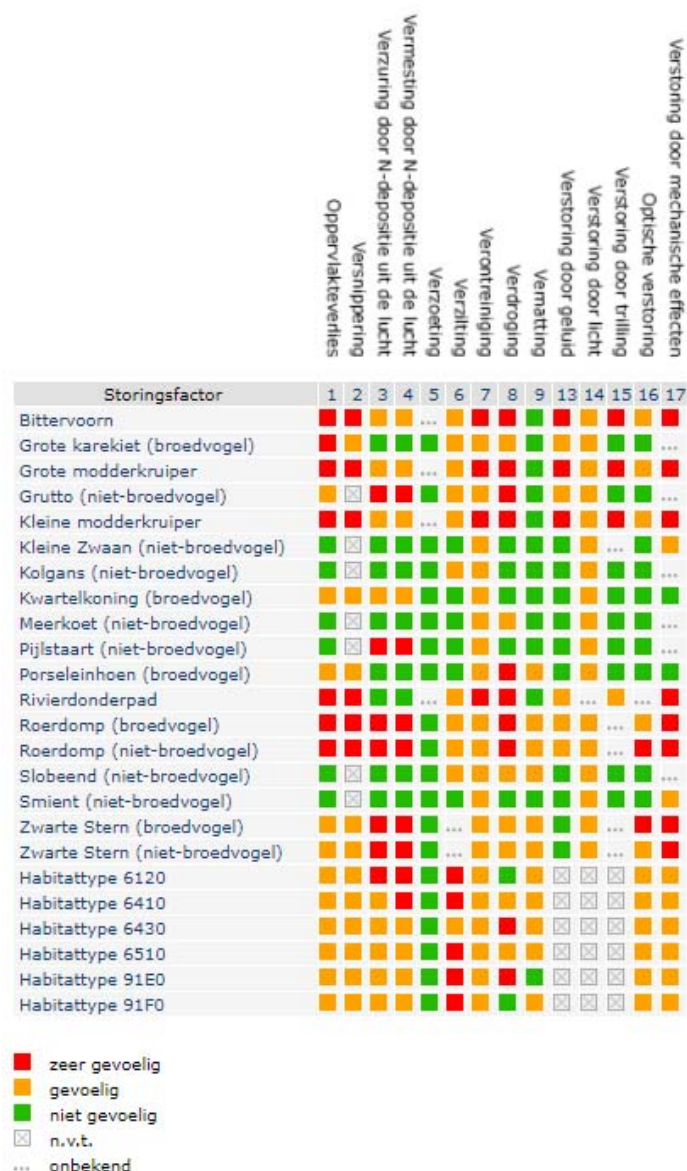 Oppervlakteverlies
Versnippering
Verzuring door N-depositie uit de lucht
Vermesting door N-depositie uit de lucht
Verzoeting
Verzilting
Verontreiniging
Verdroging
Vernatting
Verstoring door geluid
Verstoring door licht
Verstoring door trilling
Optische verstoring
Verstoring door mechanische effecten
Storingsfactor 1 2 3 4 5 6 7 8 9 13 14 15 16 17
Bittervoorn ...
Grote karekiet (broedvogel) ...
Grote modderkruiper ...
Grutto (niet-broedvogel) ...
Kleine modderkruiper ...
Kleine Zwaan (niet-broedvogel) ...
Kolgans (niet-broedvogel) ...
Kwartelkoning (broedvogel)
Meerkoet (niet-broedvogel) ...
Pijlstaart (niet-broedvogel) ...
Porseleinhoen (broedvogel)
Rivierdonderpad ... ... ...
Roerdomp (broedvogel) ...
Roerdomp (niet-broedvogel) ...
Slobeend (niet-broedvogel) ...
Smient (niet-broedvogel)
Zwarte Stern (broedvogel) ... ...
Zwarte Stern (niet-broedvogel) ... ...
Habitattype 6120
Habitattype 6410
Habitattype 6430
Habitattype 6510
Habitattype 91E0
Habitattype 91F0
zeer gevoelig
gevoelig
niet gevoelig
n.v.t.
... onbekend